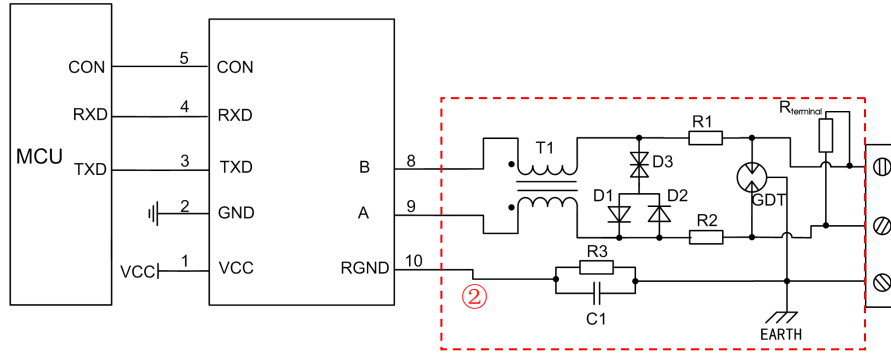 MCU
CON
RXD
TXD
5
4
3
2
1
CON
RXD
TXD
GND
VCC
VCC
B
A
RGND
8
9
10
T1
D3
D1
D2
R1
R2
GDT
R3
C1
Rterminal
EARTH
②